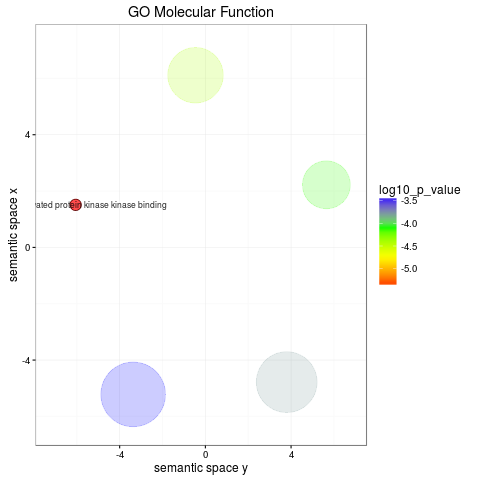 GO Molecular Function
semantic space x
4
0
-4
ated protein kinase kinase binding
-4
0
4
semantic space y
log10_p_value
-3.5
-4.0
-4.5
-5.0